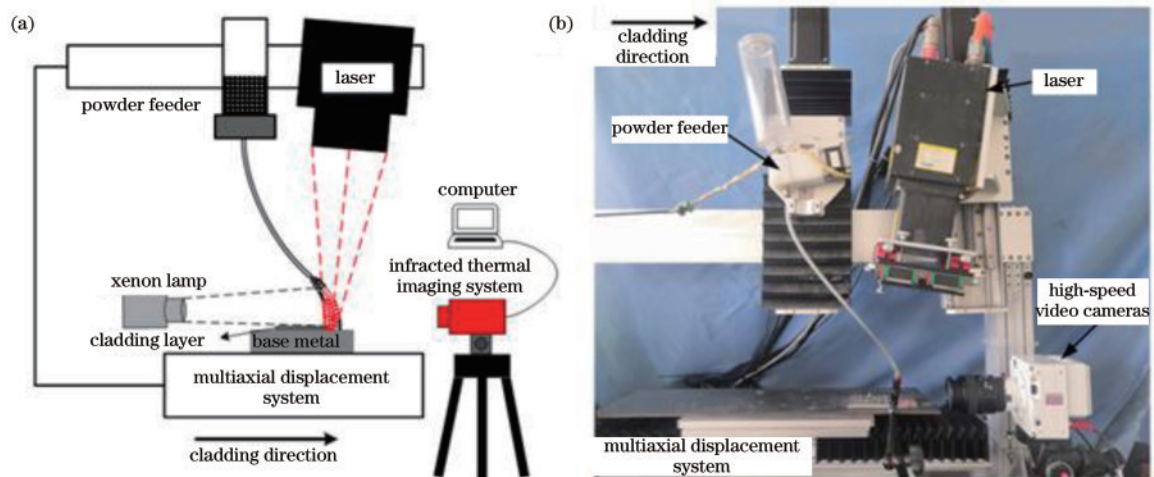 (a)
laser
powder feeder
computer
infracted thermal
imaging system
xenon lamp
cladding layer
base metal
multiaxial displacement
system
cladding direction
(b)
cladding
direction
laser
powder feeder
high-speed
video cameras
multiaxial displacement
system